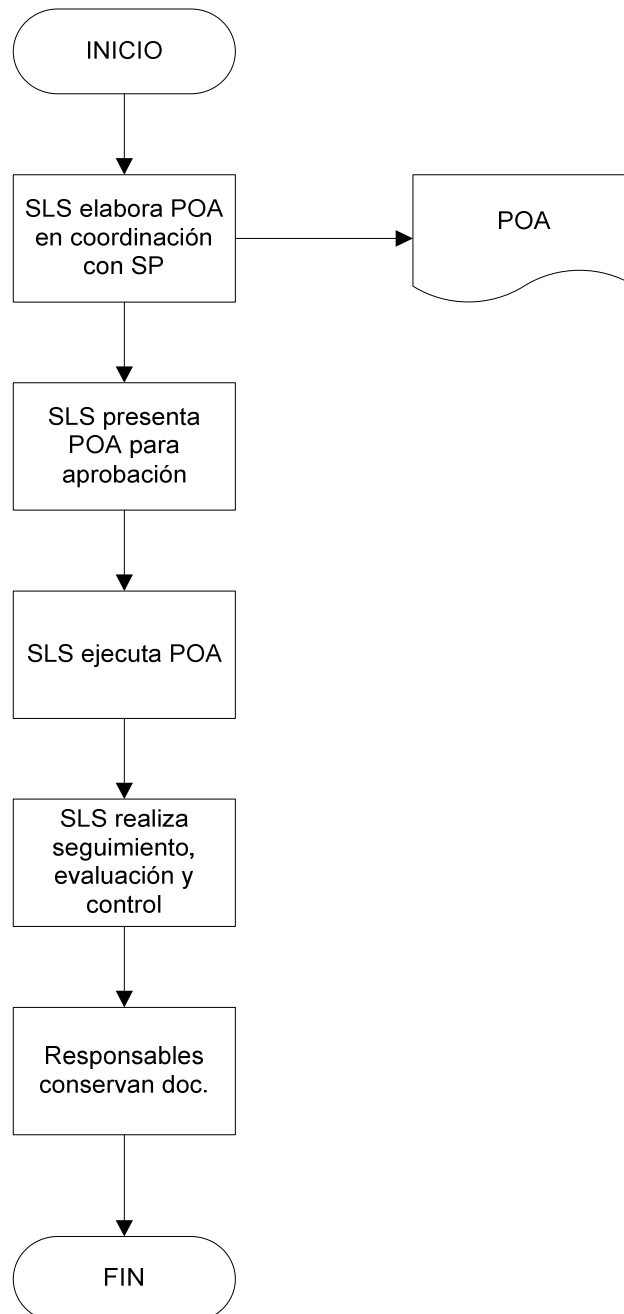 INICIO
SLS elabora POA
en coordinación
con SP
POA
SLS presenta
POA para
aprobación
SLS ejecuta POA
SLS realiza
seguimiento,
evaluación y
control
Responsables
conservan doc.
FIN